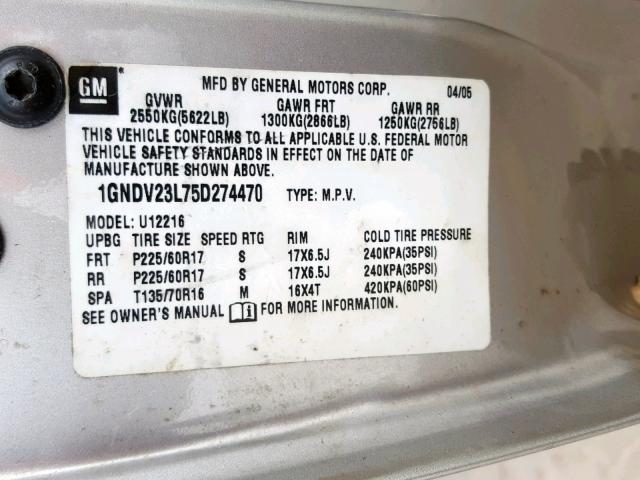 GM
MFD BY GENERAL MOTORS CORP. 04/05
GVWR GAWR FRT GAWR RR
2550KG(5622LB) 1300KG(2866LB) 1250KG(2756LB)
THIS VEHICLE CONFORMS TO ALL APPLICABLE U.S. FEDERAL MOTOR
VEHICLE SAFETY STANDARDS IN EFFECT ON THE DATE OF
MANUFACTURE SHOWN ABOVE.
1GNDV23L75D274470 TYPE: M.P.V.
MODEL: U12216
UPBG TIRE SIZE SPEED RTG RIM COLD TIRE PRESSURE
FRT P225/60R17 S 17X6.5J 240KPA(35PSI)
RR P225/60R17 S 17X6.5J 240KPA(35PSI)
SPA T135/70R16 M 16X4T 420KPA(60PSI)
SEE OWNER'S MANUAL FOR MORE INFORMATION.